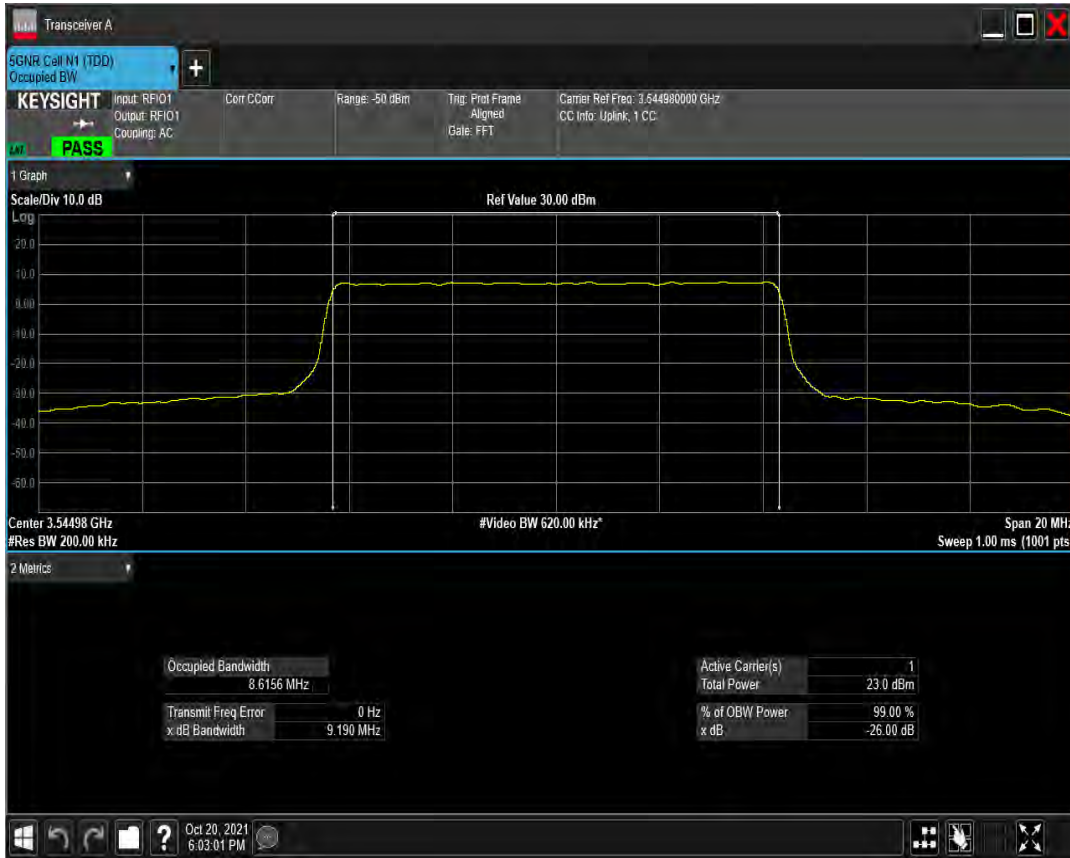 Transceiver A
5GNR Cell N1 (TDD)
Occupied BW
+
KEYSIGHT
Input: RFIO1
Output: RFIO1
Coupling: AC
Corr CCorr
Range: -50 dBm
Trig: Prot Frame
Aligned
Gate: FFT
Carrier Ref Freq: 3.544980000 GHz
CC Info: Uplink, 1 CC
PASS
1 Graph
Scale/Div 10.0 dB
Ref Value 30.00 dBm
Log
20.0
10.0
0.00
-10.0
-20.0
-30.0
-40.0
-50.0
-60.0
Center 3.54498 GHz
#Video BW 620.00 kHz*
Span 20 MHz
#Res BW 200.00 kHz
Sweep 1.00 ms (1001 pts
2 Metrics
Occupied Bandwidth
8.6156 MHz
Transmit Freq Error 0 Hz
x dB Bandwidth 9.190 MHz
Active Carrier(s) 1
Total Power 23.0 dBm
% of OBW Power 99.00 %
x dB -26.00 dB
?
Oct 20, 2021
6:03:01 PM